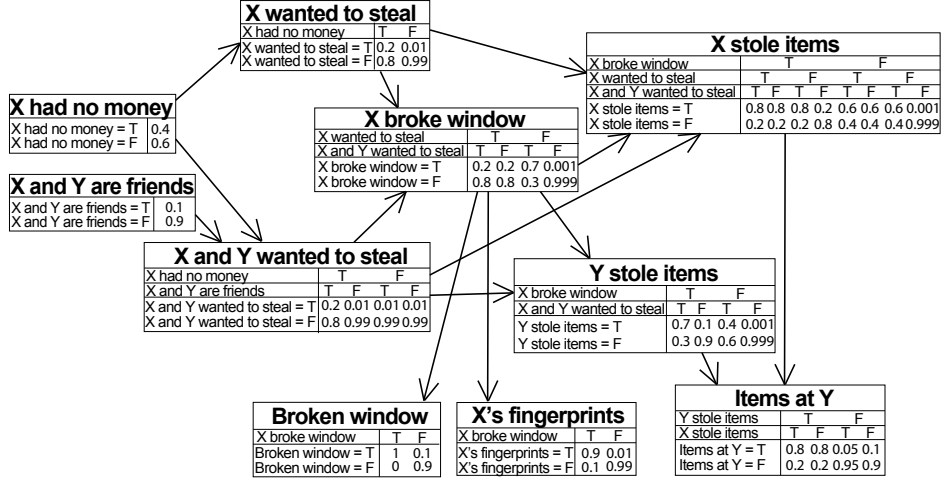 X wanted to steal
X had no money T F
X wanted to steal = T 0.2 0.01
X wanted to steal = F 0.8 0.99
X stole items
X broke window T F
X wanted to steal T F T F
X and Y wanted to steal T F T F T F T F
X stole items = T 0.8 0.8 0.8 0.2 0.6 0.6 0.6 0.001
X stole items = F 0.2 0.2 0.2 0.8 0.4 0.4 0.4 0.999
X had no money
X had no money = T 0.4
X had no money = F 0.6
X broke window
X wanted to steal T F
X and Y wanted to steal T F T F
X broke window = T 0.2 0.2 0.7 0.001
X broke window = F 0.8 0.8 0.3 0.999
X and Y are friends
X and Y are friends = T 0.1
X and Y are friends = F 0.9
X and Y wanted to steal
X had no money T F
X and Y are friends T F T F
X and Y wanted to steal = T 0.2 0.01 0.01 0.01
X and Y wanted to steal = F 0.8 0.99 0.99 0.99
Y stole items
X broke window T F
X and Y wanted to steal T F T F
Y stole items = T 0.7 0.1 0.4 0.001
Y stole items = F 0.3 0.9 0.6 0.999
Broken window
X broke window T F
Broken window = T 1 0.1
Broken window = F 0 0.9
X's fingerprints
X broke window T F
X's fingerprints = T 0.9 0.01
X's fingerprints = F 0.1 0.99
Items at Y
Y stole items T F
X stole items T F T F
Items at Y = T 0.8 0.8 0.05 0.1
Items at Y = F 0.2 0.2 0.95 0.9